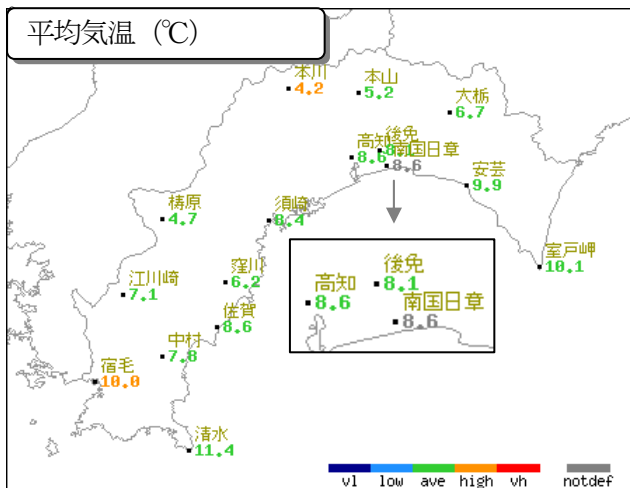 平均気温（℃）
本川
4.2
本山
5.2
大栃
6.7
高知
8.6
後免
8.1
南国日章
8.6
安芸
9.9
室戸岬
10.1
梼原
4.7
須崎
8.4
窪川
6.2
江川崎
7.1
佐賀
8.6
中村
7.8
宿毛
10.0
清水
11.4
後免
8.1
高知
8.6
南国日章
8.6
vl low ave high vh notdef